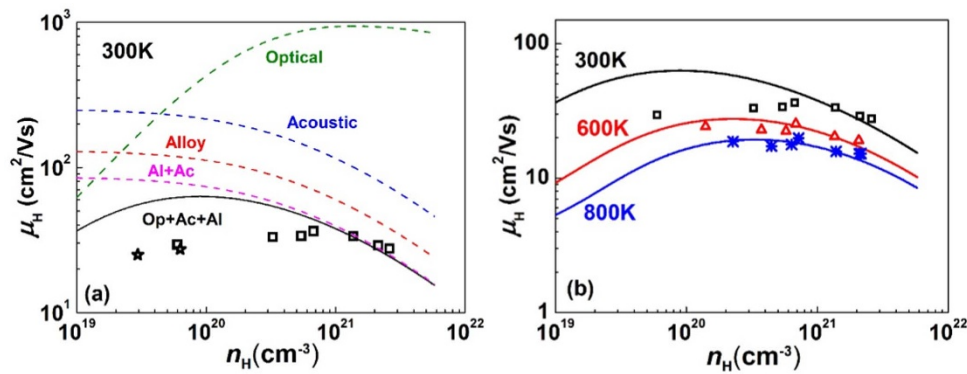 300K
Optical
Acoustic
Alloy
Al+Ac
Op+Ac+Al
(a)
μH (cm²/Vs)
10³
10²
10¹
10¹⁹
10²⁰
10²¹
10²²
nH(cm⁻³)
300K
600K
800K
(b)
μH (cm²/Vs)
100
10
1
10¹⁹
10²⁰
10²¹
10²²
nH(cm⁻³)